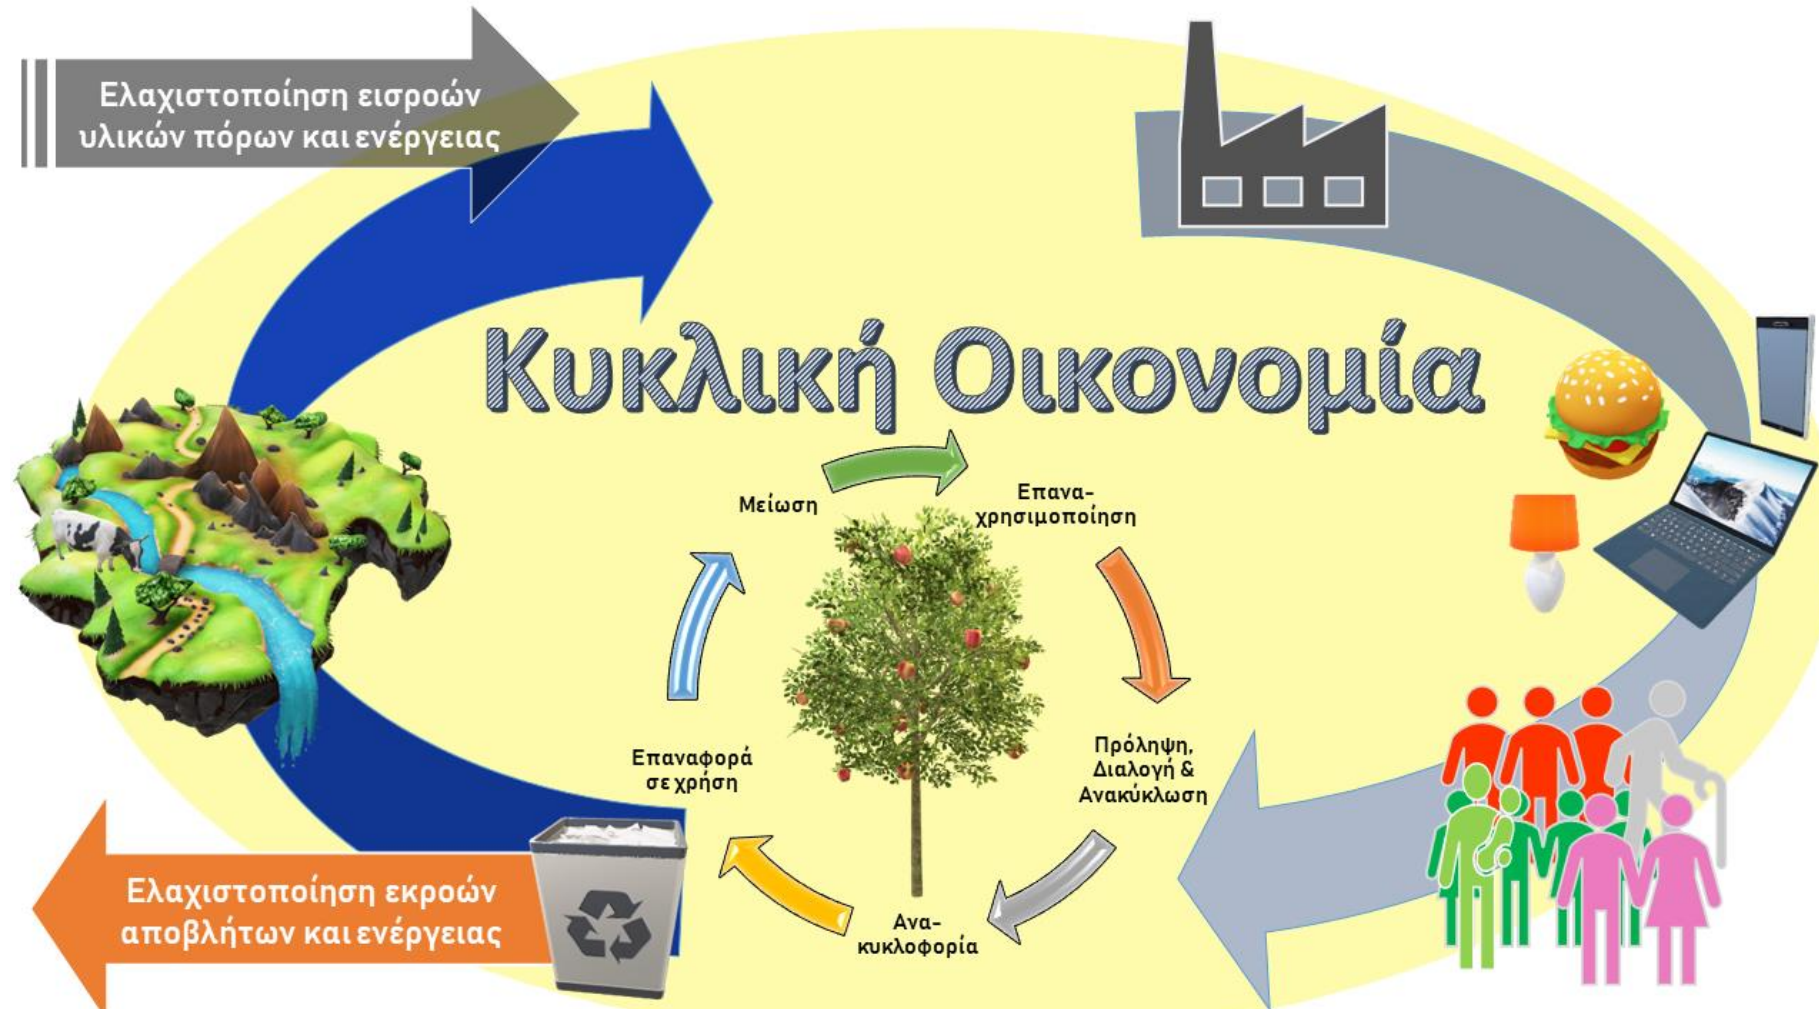 Ελαχιστοποίηση εισροών
υλικών πόρων και ενέργειας
Κυκλική Οικονομία
Μείωση
Επανα-
χρησιμοποίηση
Πρόληψη,
Διαλογή &
Ανακύκλωση
Ανα-
κυκλοφορία
Επαναφορά
σε χρήση
Ελαχιστοποίηση εκροών
αποβλήτων και ενέργειας